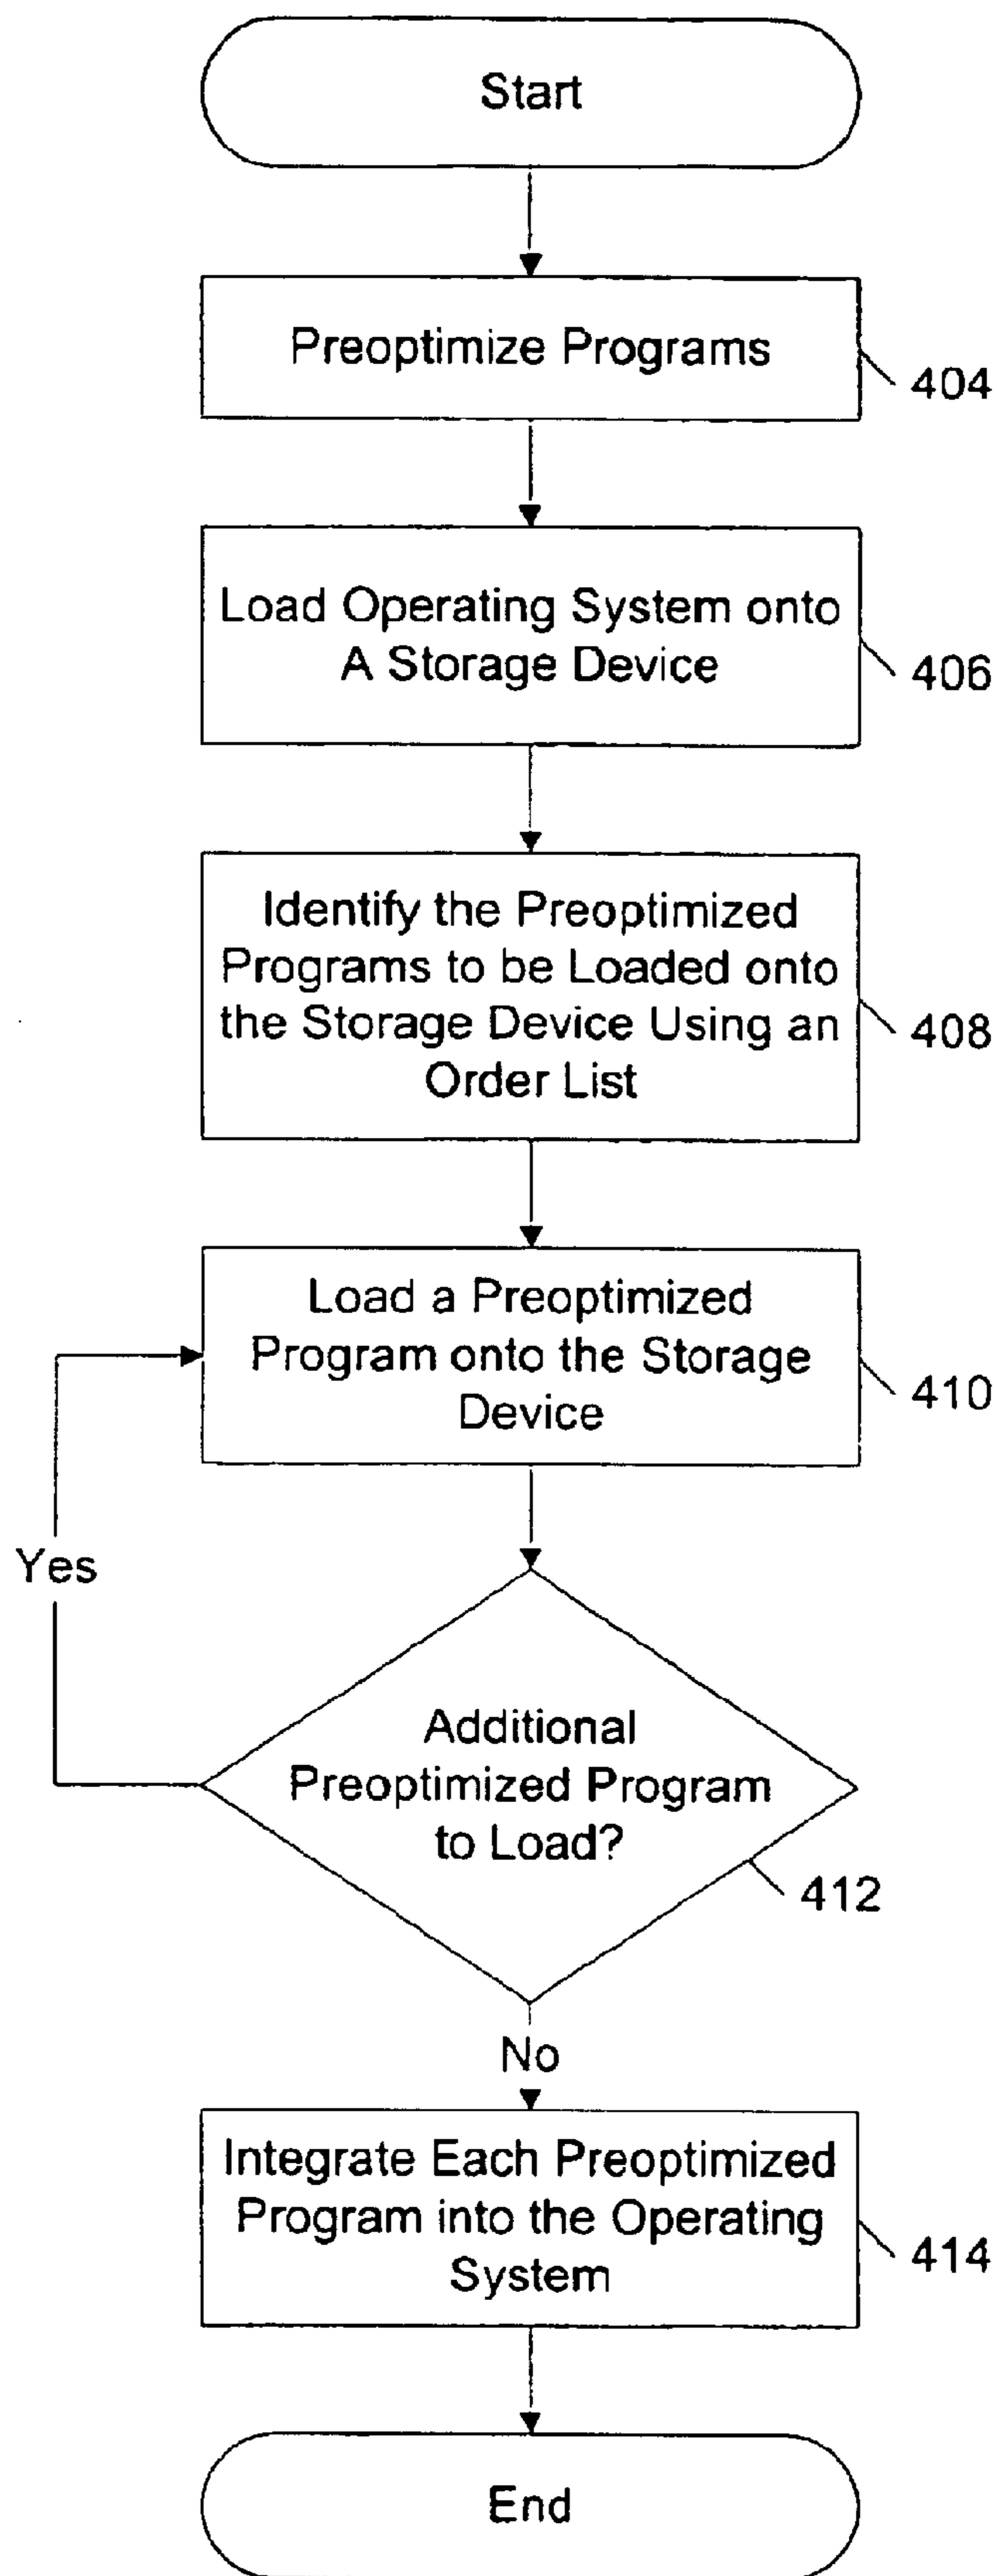 Start
Preoptimize Programs
404
Load Operating System onto
A Storage Device
406
Identify the Preoptimized
Programs to be Loaded onto
the Storage Device Using an
Order List
408
Load a Preoptimized
Program onto the Storage
Device
410
Yes
Additional
Preoptimized Program
to Load?
412
No
Integrate Each Preoptimized
Program into the Operating
System
414
End